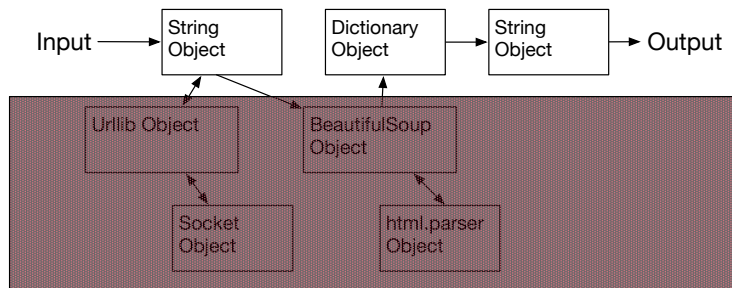 Input
String
Object
Dictionary
Object
String
Object
Output
Urllib Object
BeautifulSoup
Object
Socket
Object
html.parser
Object